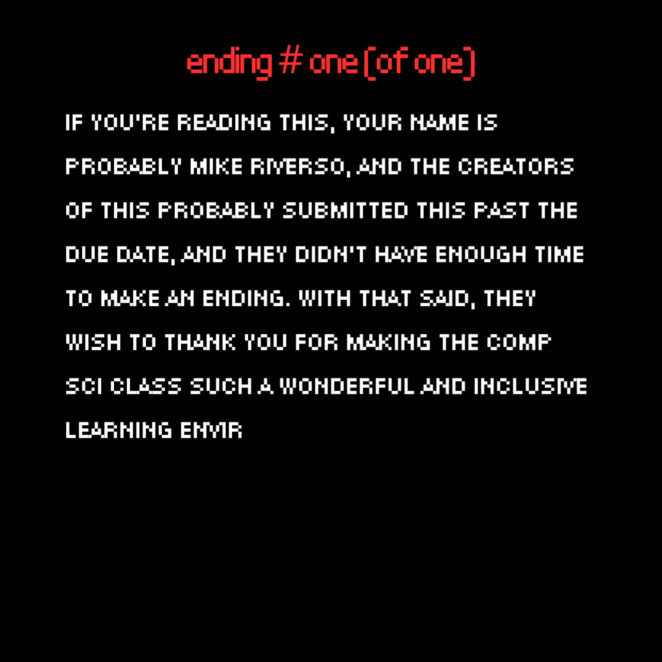 ending # one (of one)
IF YOU'RE READING THIS, YOUR NAME IS
PROBABLY MIKE RIVERSO, AND THE CREATORS
OF THIS PROBABLY SUBMITTED THIS PAST THE
DUE DATE, AND THEY DIDN'T HAVE ENOUGH TIME
TO MAKE AN ENDING. WITH THAT SAID, THEY
WISH TO THANK YOU FOR MAKING THE COMP
SCI CLASS SUCH A WONDERFUL AND INCLUSIVE
LEARNING ENVIR